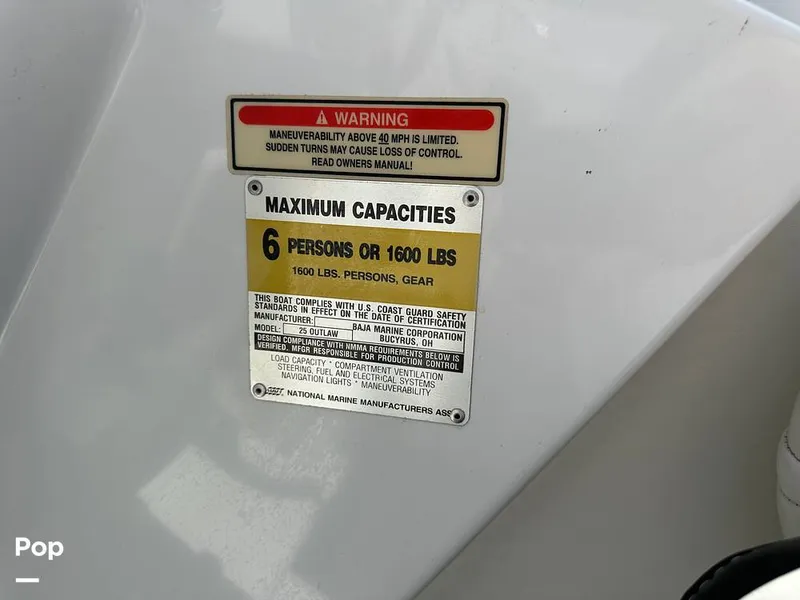 WARNING
MANEUVERABILITY ABOVE 40 MPH IS LIMITED.
SUDDEN TURNS MAY CAUSE LOSS OF CONTROL.
READ OWNERS MANUAL!
MAXIMUM CAPACITIES
6 PERSONS OR 1600 LBS
1600 LBS. PERSONS, GEAR
THIS BOAT COMPLIES WITH U.S. COAST GUARD SAFETY
STANDARDS IN EFFECT ON THE DATE OF CERTIFICATION
MANUFACTURER: BAJA MARINE CORPORATION
MODEL: 25 OUTLAW BUCYRUS, OH
DESIGN COMPLIANCE WITH NMMA REQUIREMENTS BELOW IS
VERIFIED. MFGR RESPONSIBLE FOR PRODUCTION CONTROL
LOAD CAPACITY * COMPARTMENT VENTILATION
STEERING, FUEL AND ELECTRICAL SYSTEMS
NAVIGATION LIGHTS * MANEUVERABILITY
NATIONAL MARINE MANUFACTURERS ASS
Pop